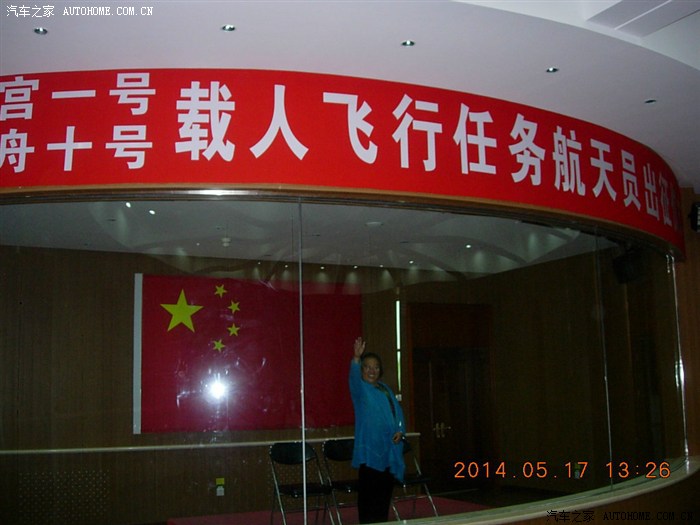 汽车之家 AUTOHOME.COM.CN
宫一号
舟十号
载人飞行任务航天员出征
2014.05.17 13:26
汽车之家 AUTOHOME.COM.CN